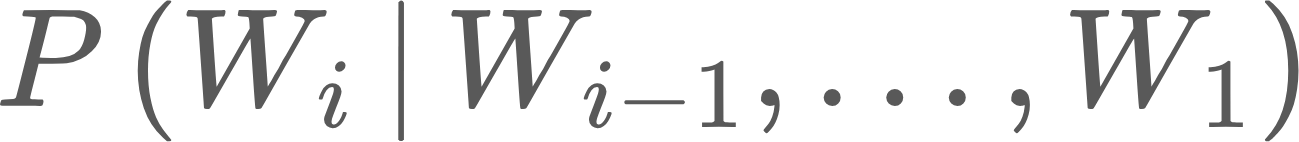 P(W_i | W_{i-1}, ..., W_1)